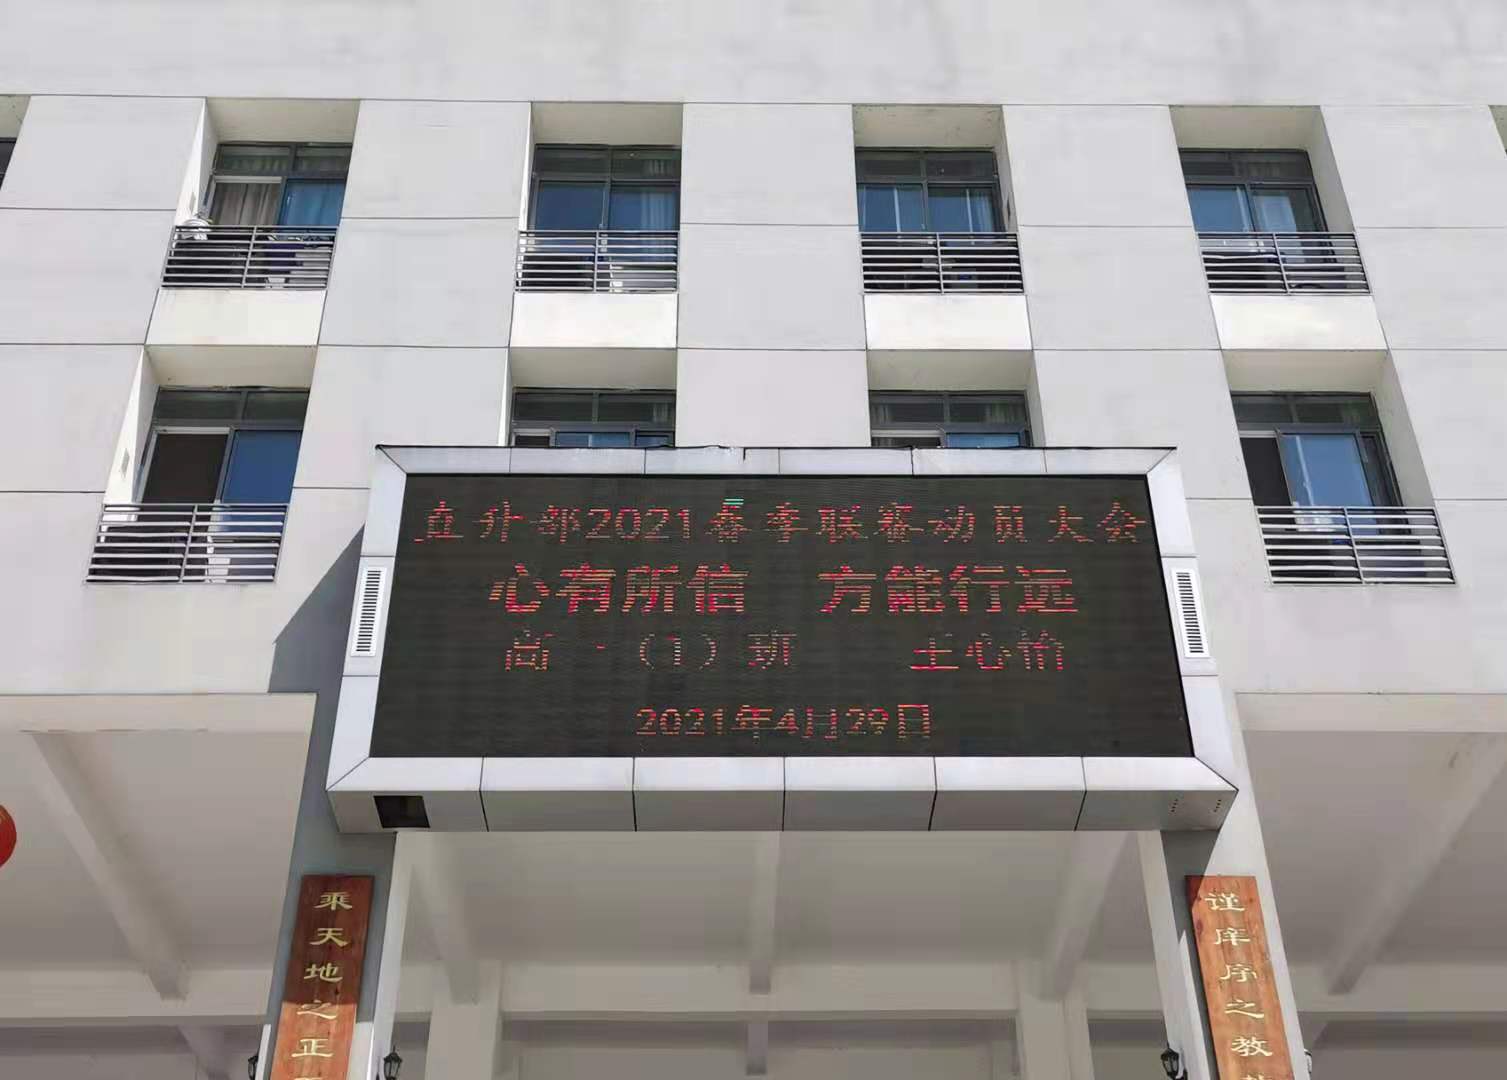 直升部2021春季联赛动员大会
心有所信 方能行远
高一（1）班 王心怡
2021年4月29日
乘天地之正
谨庠序之教